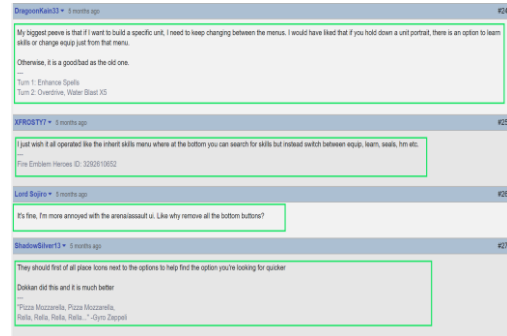 DragoonKain33 5 months ago #24
My biggest peeve is that if I want to build a specific unit, I need to keep changing between the menus. I would have liked that if you hold down a unit portrait, there is an option to learn
skills or change equip just from that menu.
Otherwise, it is a good/bad as the old one.
---
Turn 1: Enhance Spells
Turn 2: Overdrive, Water Blast X5
XFROSTY7 5 months ago #25
I just wish it all operated like the inherit skills menu where at the bottom you can search for skills but instead switch between equip, learn, seals, hm etc.
---
Fire Emblem Heroes ID: 3292610652
Lord Sojiro 5 months ago #26
It's fine, I'm more annoyed with the arena/assault ui. Like why remove all the bottom buttons?
ShadowSilver13 5 months ago #27
They should first of all place Icons next to the options to help find the option you're looking for quicker
Dokkan did this and it is much better
---
"Pizza Mozzarella, Pizza Mozzarella,
Rella, Rella, Rella, Rella..." -Gyro Zeppeli